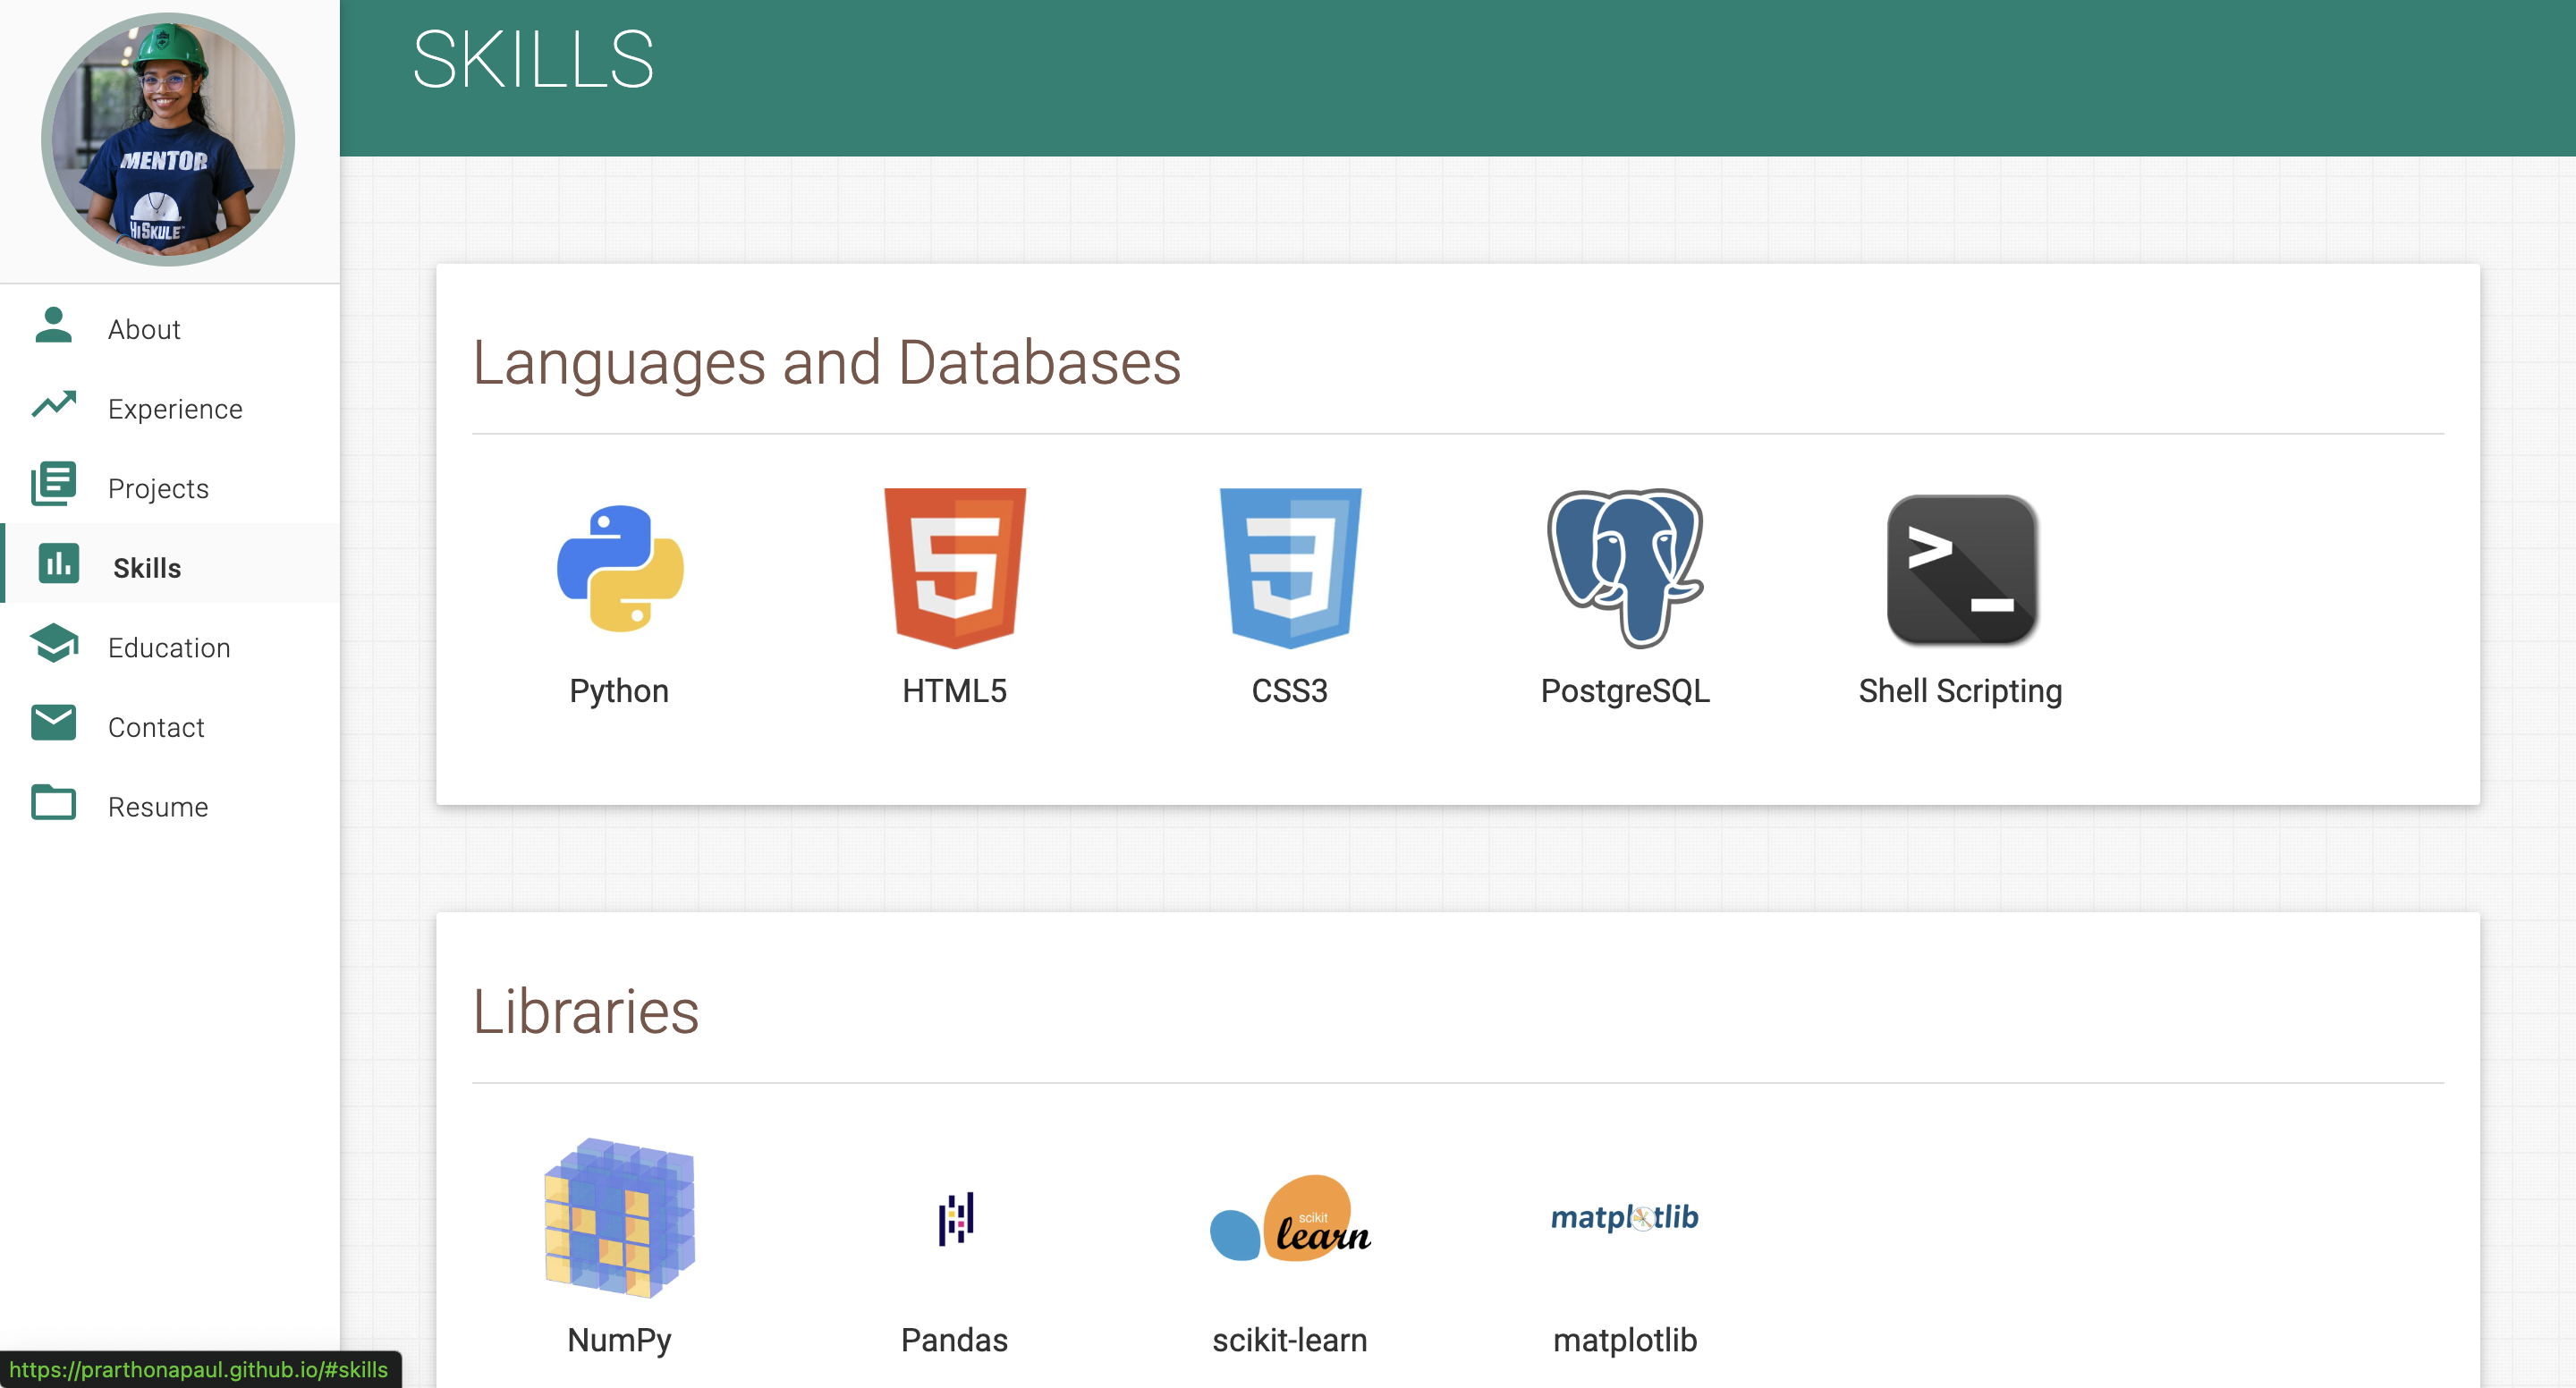 MENTOR
HISKULE
About
Experience
Projects
Skills
Education
Contact
Resume
SKILLS
Languages and Databases
Python
HTML5
CSS3
PostgreSQL
Shell Scripting
Libraries
scikit
learn
matplotlib
NumPy
Pandas
scikit-learn
matplotlib
https://prarthonapaul.github.io/#skills